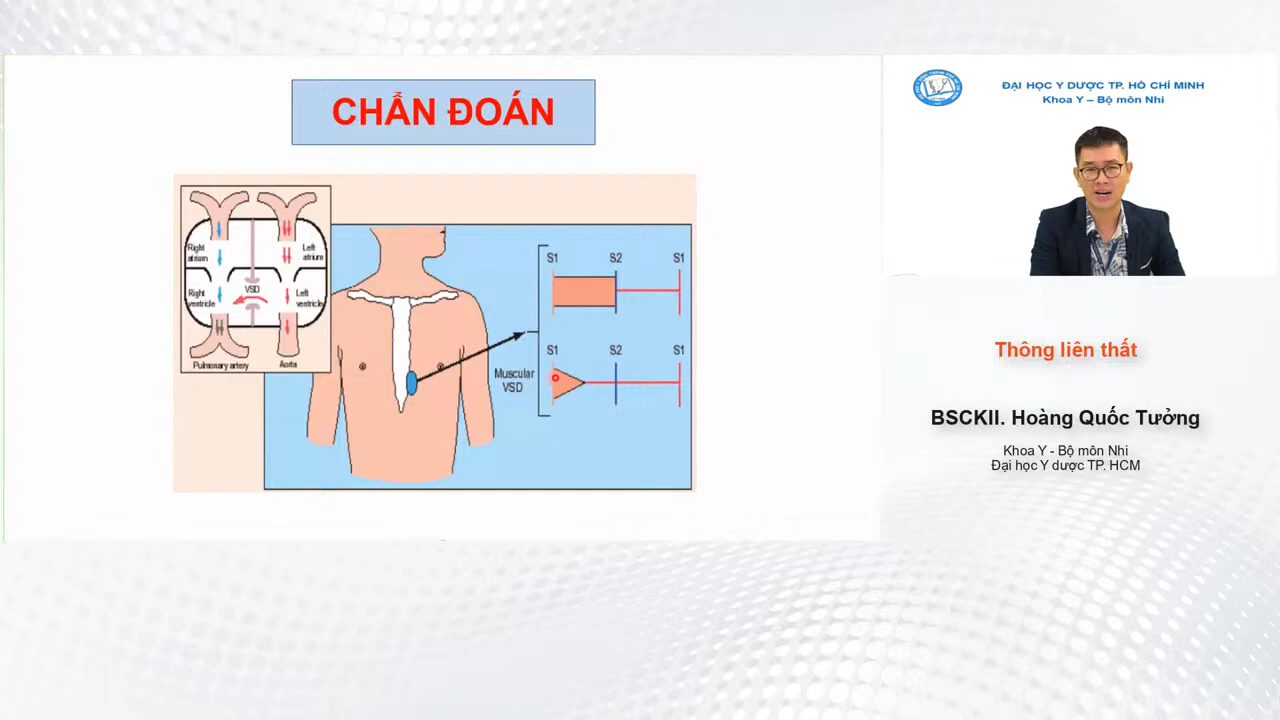 CHẨN ĐOÁN
Right
atrium
Left
atrium
Right
ventricle
VSD
Left
ventricle
Pulmonary artery
Aorta
S1 S2 S1
S1 S2 S1
Muscular
VSD
ĐẠI HỌC Y DƯỢC TP. HỒ CHÍ MINH
Khoa Y – Bộ môn Nhi
Thông liên thất
BSCKII. Hoàng Quốc Tưởng
Khoa Y - Bộ môn Nhi
Đại học Y dược TP. HCM